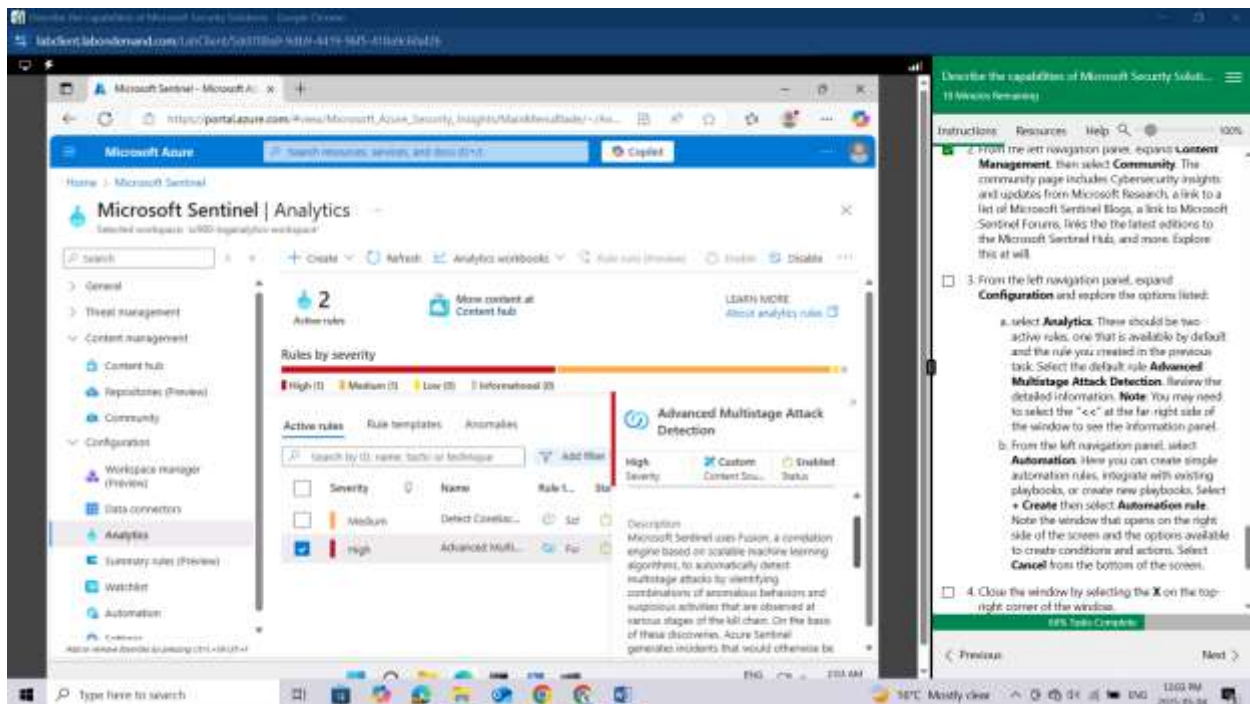 Describe the capabilities of Microsoft Security Solutions - Google Chrome
Microsoft Sentinel - Microsoft A
Microsoft Azure
Search resources, services, and docs (G+/)
Copilot
Home > Microsoft Sentinel
Microsoft Sentinel | Analytics
Search
+ Create
Refresh
Analytics workbooks
Enable
Disable
General
Threat management
Content management
Content hub
Repositories (Preview)
Community
Configuration
Workspace manager
(Preview)
Data connectors
Analytics
Summary rules (Preview)
Watchlist
Automation
2
Active rules
More content at
Content hub
LEARN MORE
About analytics rules
Rules by severity
High (1)
Medium (1)
Low (0)
Informational (0)
Active rules
Rule templates
Anomalies
Search by ID, name, tactic or technique
Add filter
Severity
Name
Rule t...
Sta
Medium
High
Advanced Multi...
Fu
Advanced Multistage Attack
Detection
High
Severity
Custom
Content Sou...
Enabled
Status
Description
Microsoft Sentinel uses Fusion, a correlation
engine based on scalable machine learning
algorithms, to automatically detect
multistage attacks by identifying
combinations of anomalous behaviors and
suspicious activities that are observed at
various stages of the kill chain. On the basis
of these discoveries, Azure Sentinel
generates incidents that would otherwise be
ENG
Describe the capabilities of Microsoft Security Soluti...
Minutes Remaining
Instructions
Resources
Help
100%
2. From the left navigation panel, expand Content
Management, then select Community. The
community page includes Cybersecurity insights
and updates from Microsoft Research, a link to a
list of Microsoft Sentinel Blogs, a link to Microsoft
Sentinel Forums, links the the latest editions to
the Microsoft Sentinel Hub, and more. Explore
this at will.
3. From the left navigation panel, expand
Configuration and explore the options listed:
a. select Analytics. There should be two
active rules, one that is available by default
and the rule you created in the previous
task. Select the default rule Advanced
Multistage Attack Detection. Review the
detailed information. Note: You may need
to select the "<<" at the far right side of
the window to see the information panel.
b. From the left navigation panel, select
Automation. Here you can create simple
automation rules, integrate with existing
playbooks, or create new playbooks. Select
+ Create then select Automation rule.
Note the window that opens on the right
side of the screen and the options available
to create conditions and actions. Select
Cancel from the bottom of the screen.
4. Close the window by selecting the X on the top-
right corner of the window.
Tasks Complete
< Previous
Next >
Type here to search
Mostly clear
ENG